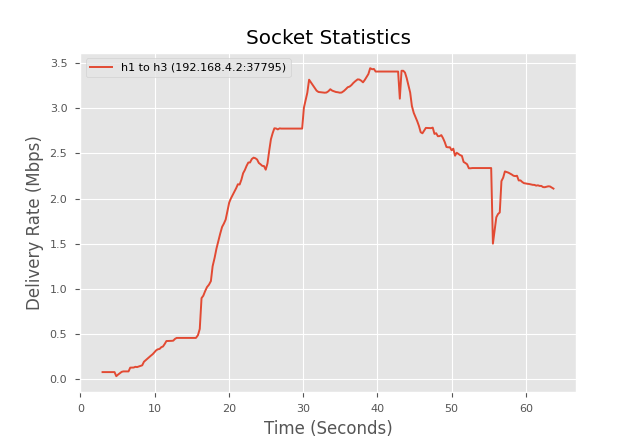 Socket Statistics
h1 to h3 (192.168.4.2:37795)
Delivery Rate (Mbps)
3.5
3.0
2.5
2.0
1.5
1.0
0.5
0.0
0 10 20 30 40 50 60
Time (Seconds)